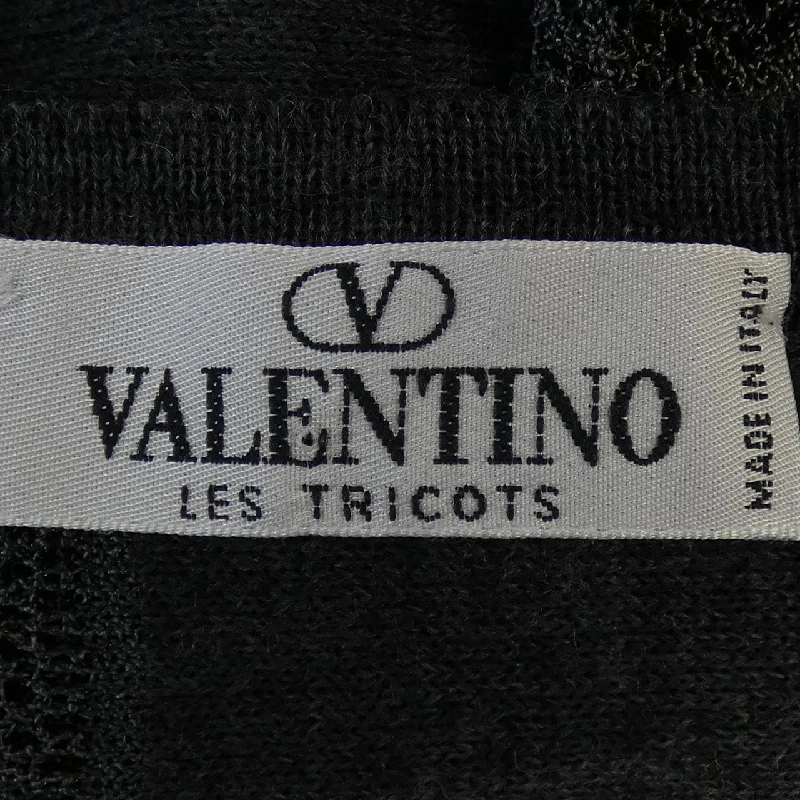 V
VALENTINO
LES TRICOTS
MADE IN ITALY